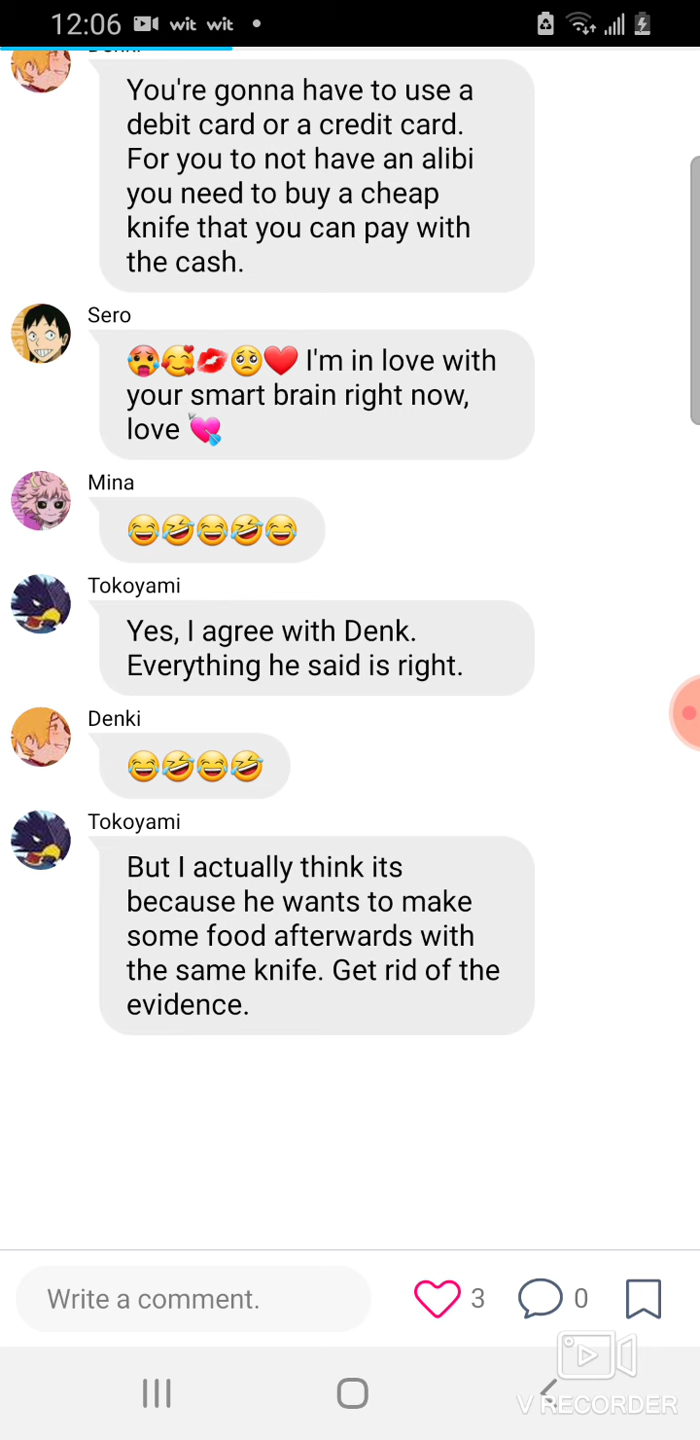 12:06 wit wit
You're gonna have to use a
debit card or a credit card.
For you to not have an alibi
you need to buy a cheap
knife that you can pay with
the cash.
Sero
🥵🥰💋🥺❤️ I'm in love with
your smart brain right now,
love 💘
Mina
😂🤣😂🤣😂
Tokoyami
Yes, I agree with Denk.
Everything he said is right.
Denki
😂🤣😂🤣
Tokoyami
But I actually think its
because he wants to make
some food afterwards with
the same knife. Get rid of the
evidence.
Write a comment.
3
0
V RECORDER